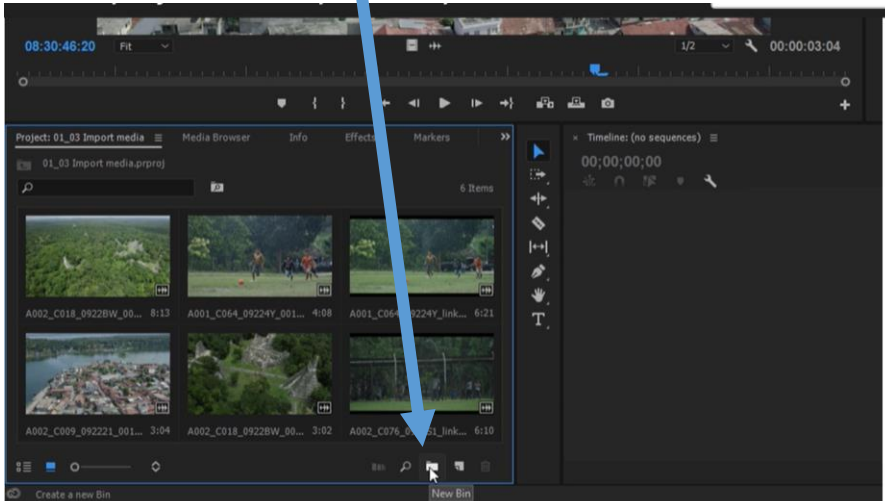 08:30:46:20 Fit 1/2 00:00:03:04
Project: 01_03 Import media Media Browser Info Effects Markers
Timeline: (no sequences)
01_03 Import media.prproj
00;00;00;00
6 Items
A002_C018_0922BW_00... 8:13 A001_C064_09224Y_001... 4:08 A001_C064_09224Y_link... 6:21
T
A002_C009_092221_001... 3:04 A002_C018_0922BW_00... 3:02 6:10
Create a new Bin New Bin